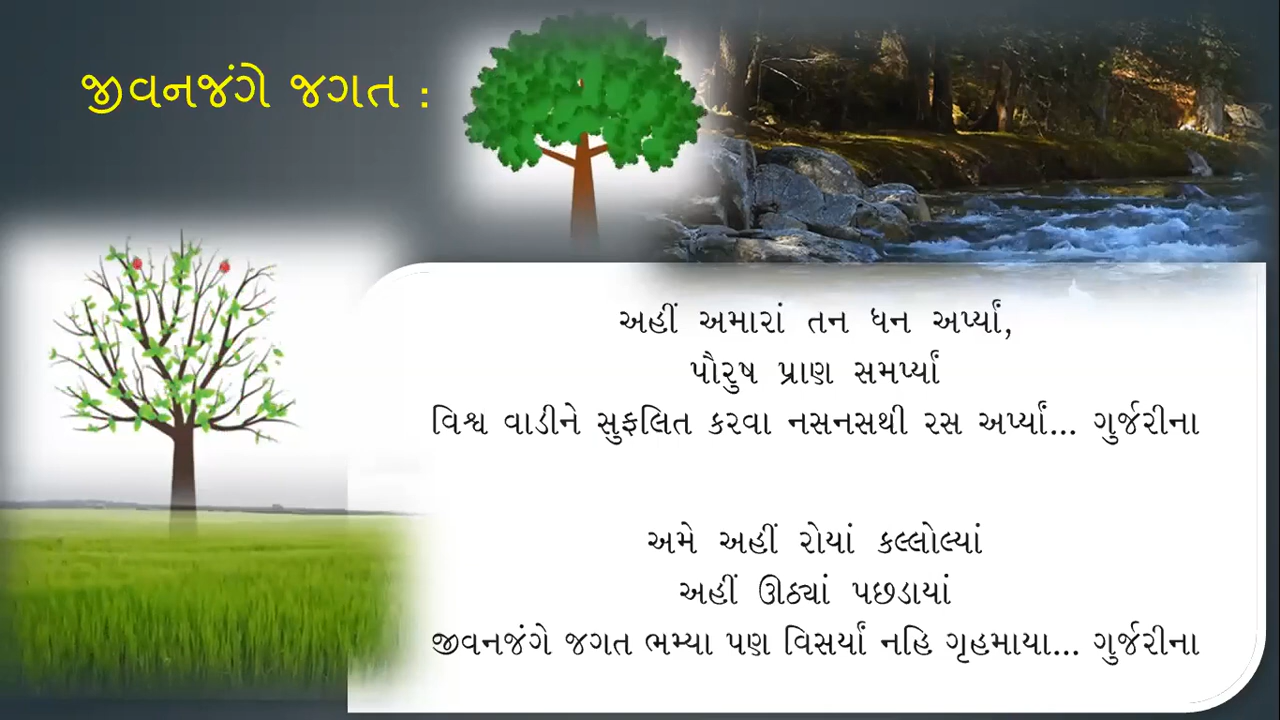 જીવનજંગે જગત :
અહીં અમારાં તન ધન અર્પ્યાં,
પૌરુષ પ્રાણ સમર્પ્યાં
વિશ્વ વાડીને સુફલિત કરવા નસનસથી રસ અર્પ્યાં... ગુર્જરીના
અમે અહીં રોયાં કલ્લોલ્યાં
અહીં ઊઠ્યાં પછડાયાં
જીવનજંગે જગત ભમ્યા પણ વિસર્યાં નહિ ગૃહમાયા... ગુર્જરીના